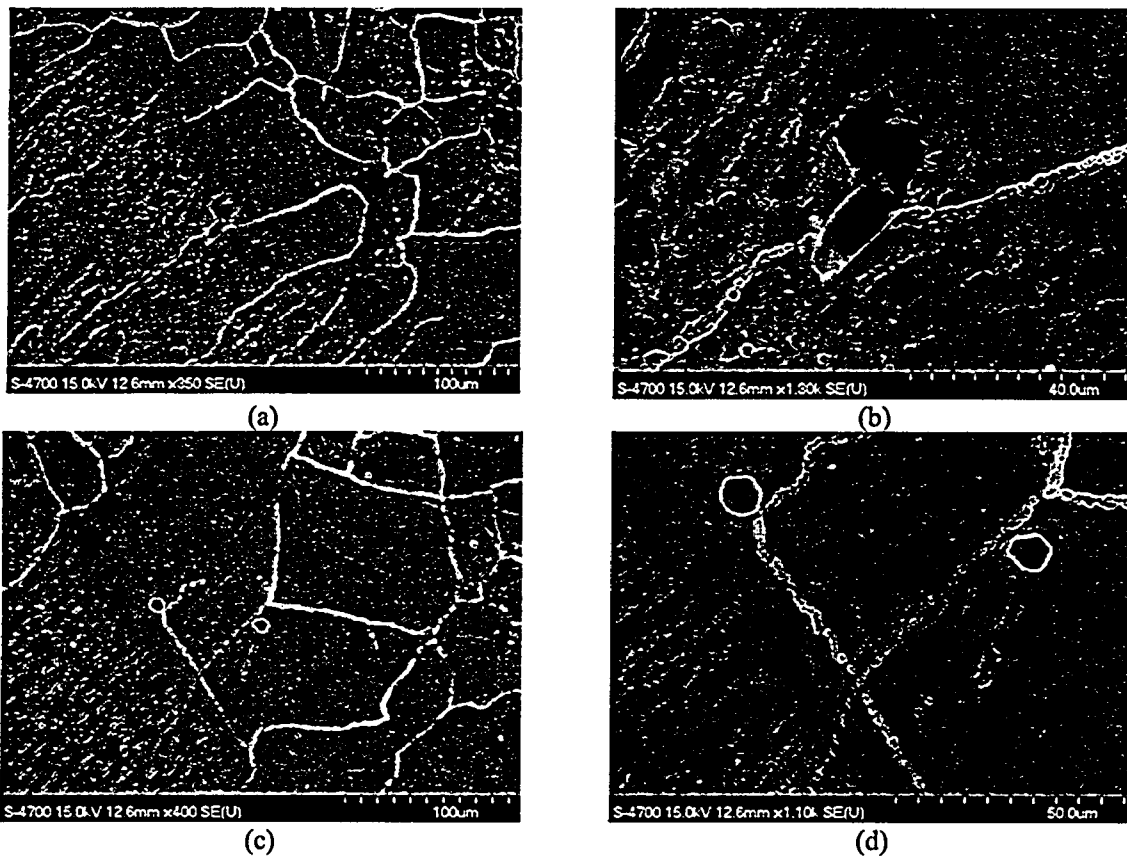 S-4700 15.0kV 12.6mm x350 SE(U) 100um
(a)
S-4700 15.0kV 12.6mm x1.30k SE(U) 40.0um
(b)
S-4700 15.0kV 12.6mm x400 SE(U) 100um
(c)
S-4700 15.0kV 12.6mm x1.10k SE(U) 50.0um
(d)